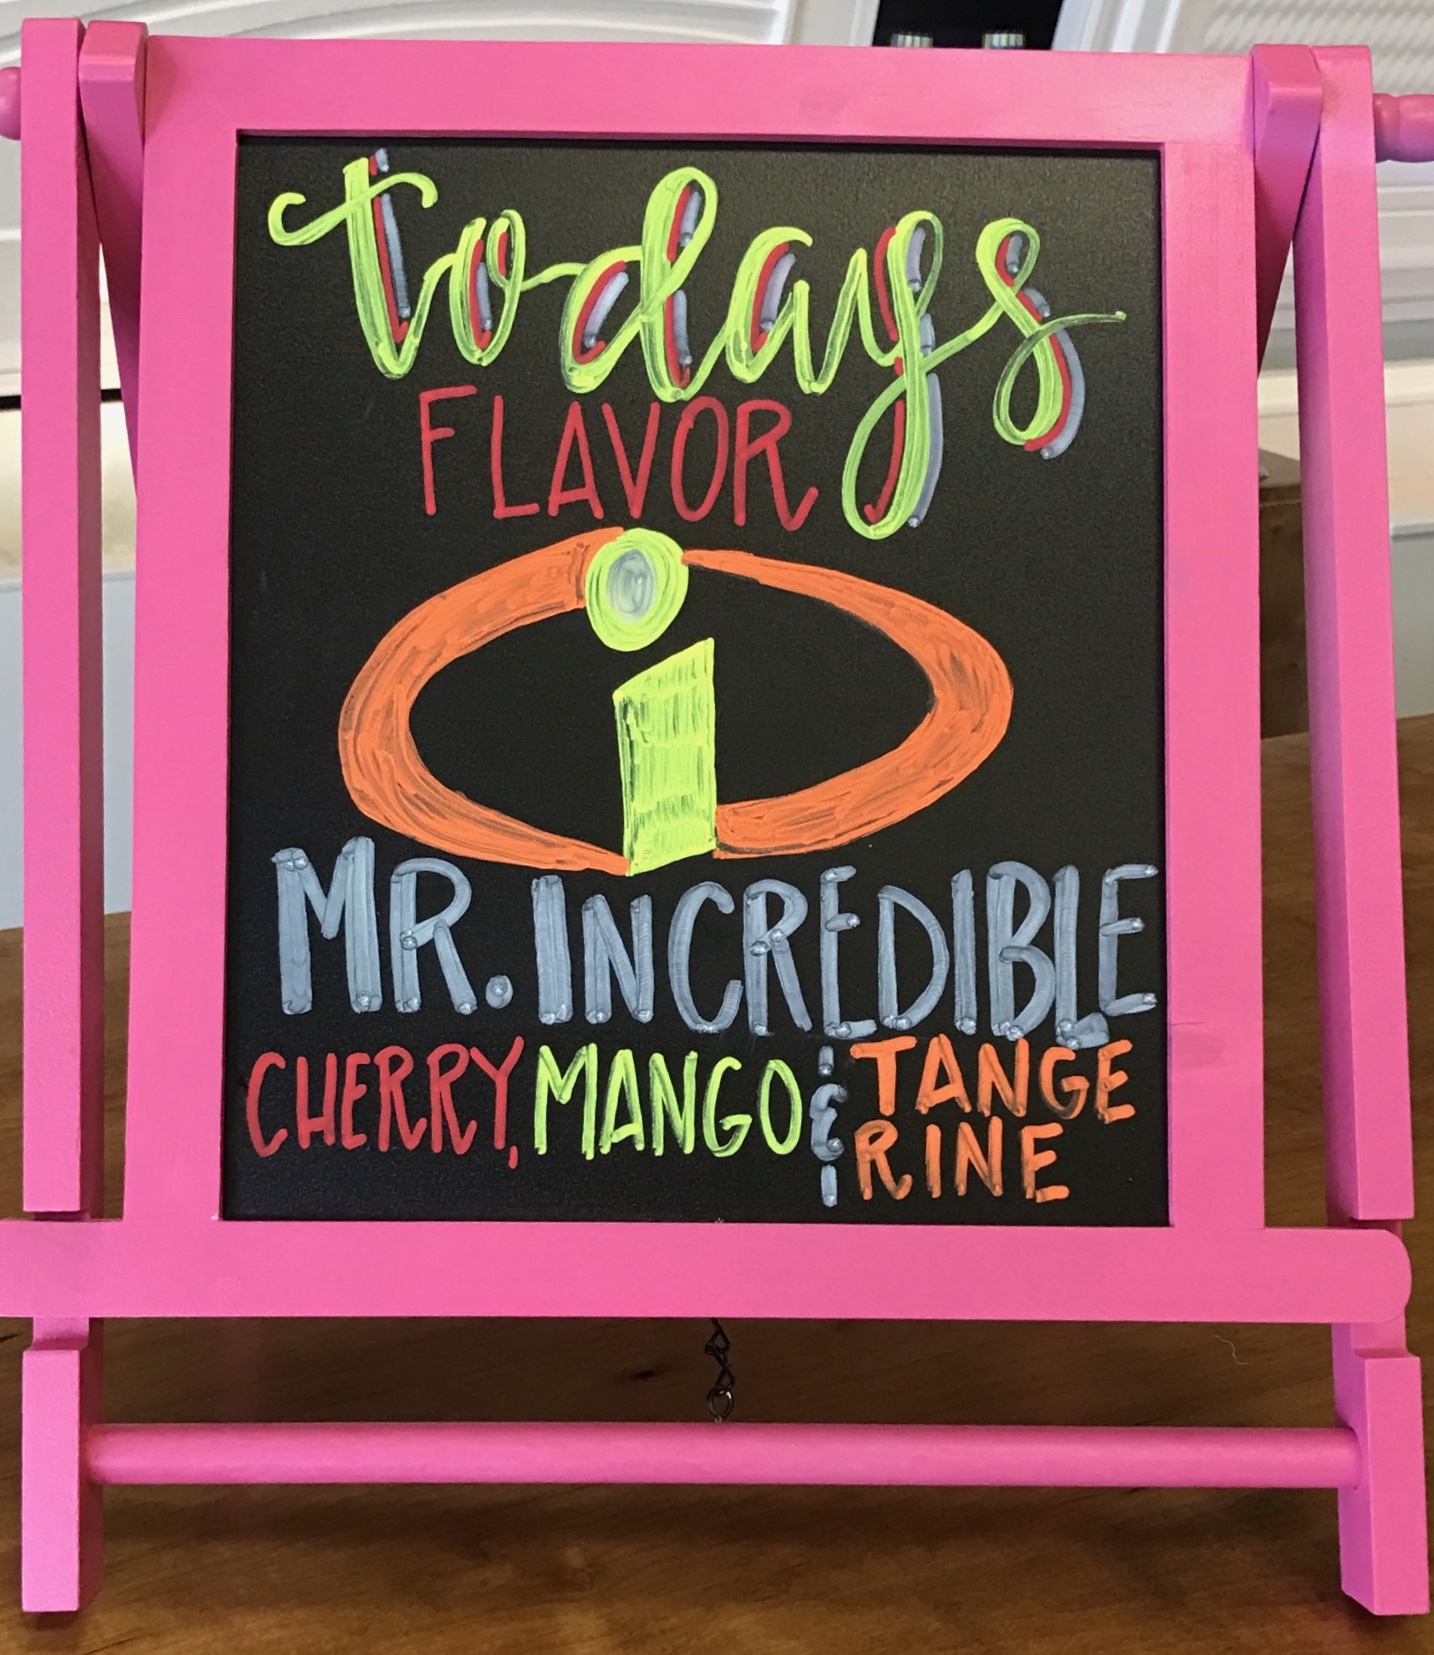 todays
FLAVOR
i
MR. INCREDIBLE
CHERRY, MANGO & TANGE
RINE